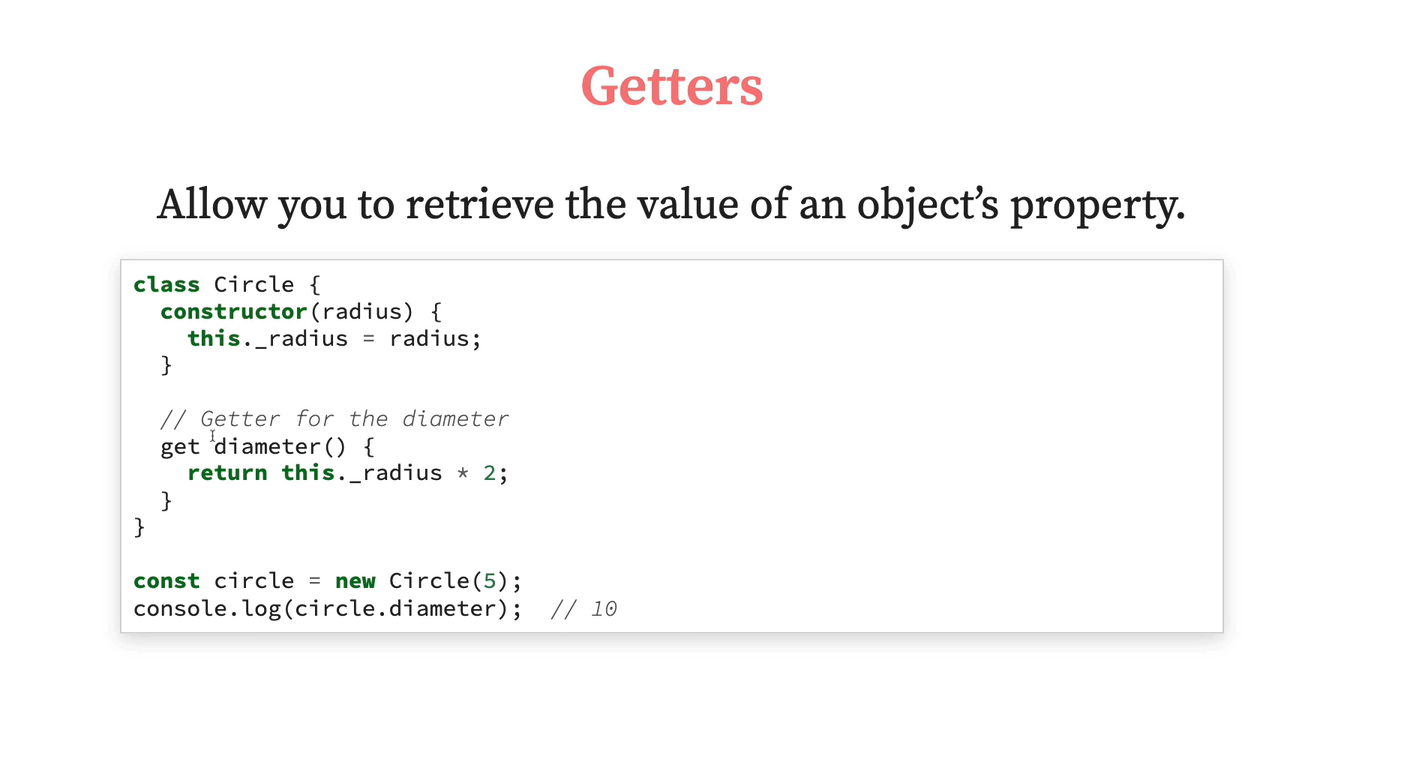 Getters
Allow you to retrieve the value of an object’s property.
class Circle {
  constructor(radius) {
    this._radius = radius;
  }

  // Getter for the diameter
  get diameter() {
    return this._radius * 2;
  }
}

const circle = new Circle(5);
console.log(circle.diameter);  // 10